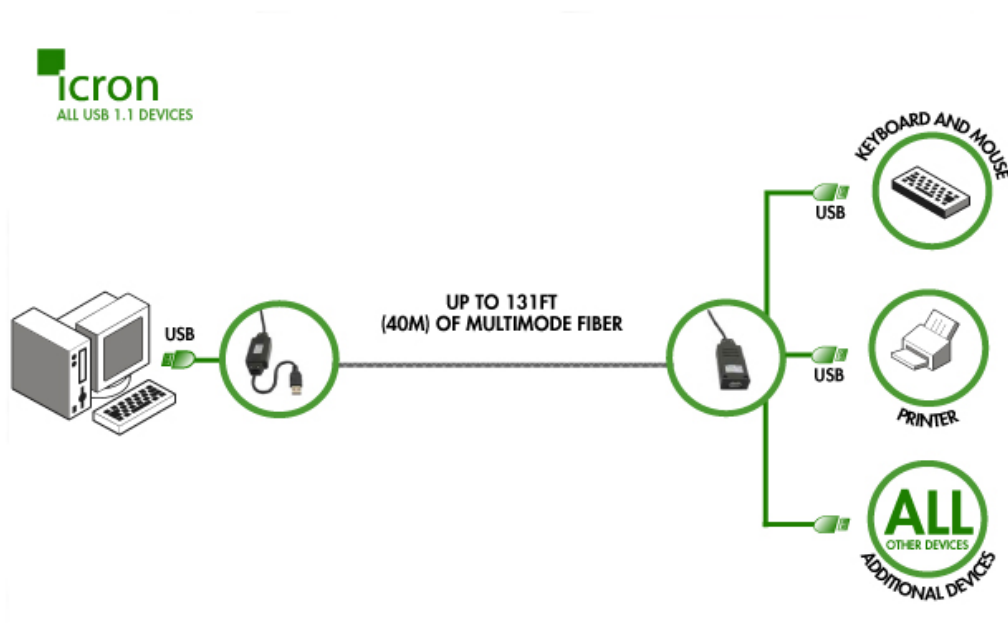 icron
ALL USB 1.1 DEVICES
KEYBOARD AND MOUSE
USB
UP TO 131FT
(40M) OF MULTIMODE FIBER
USB
USB
PRINTER
ALL
OTHER DEVICES
ADDITIONAL DEVICES